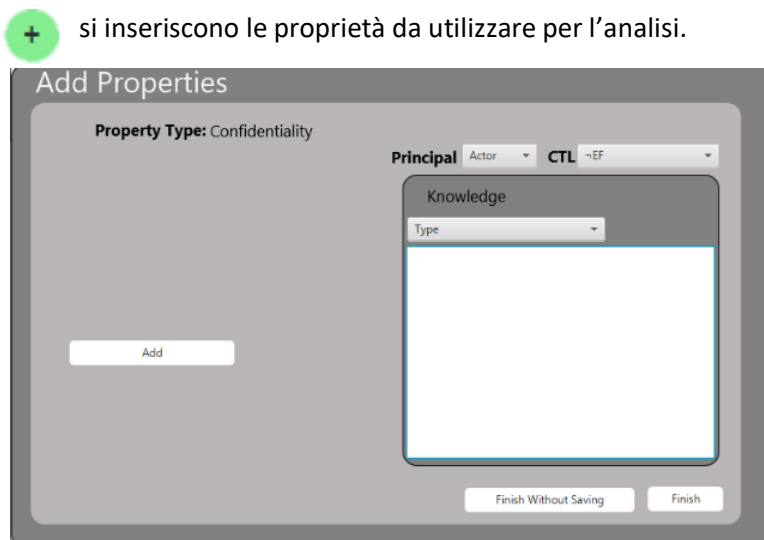 + si inseriscono le proprietà da utilizzare per l’analisi.
Add Properties
Property Type: Confidentiality
Principal Actor CTL ¬EF
Knowledge
Type
Add
Finish Without Saving Finish